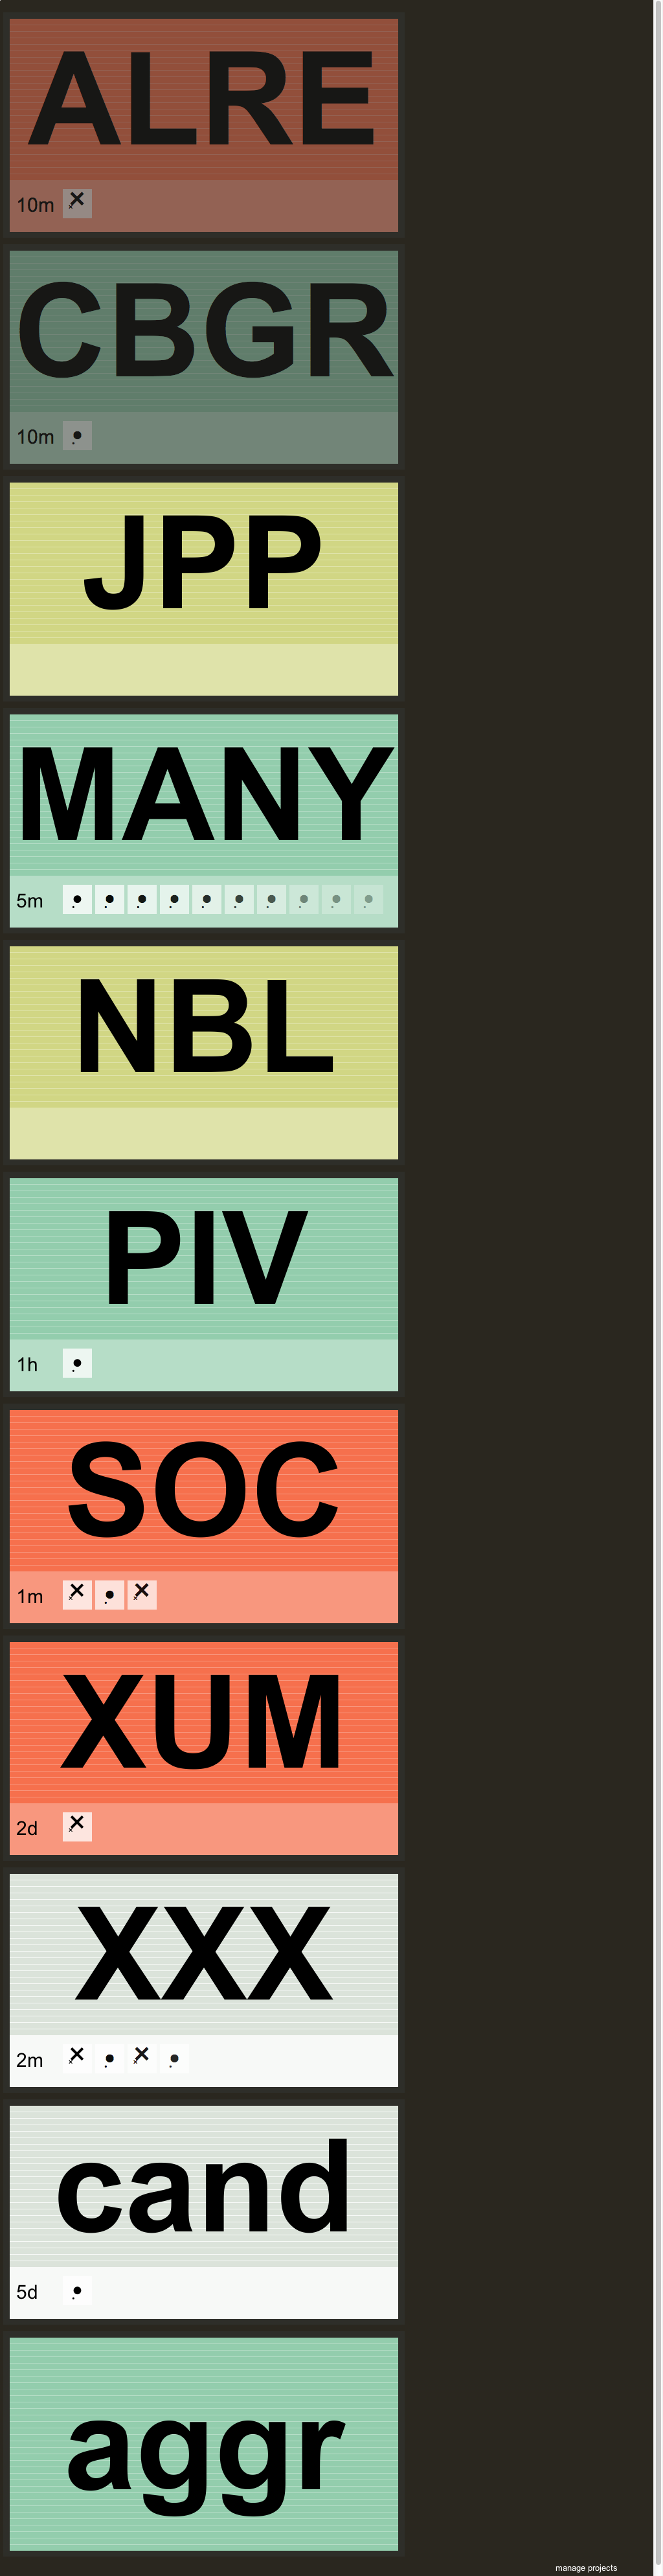 ALRE
10m
CBGR
10m
JPP
MANY
5m
NBL
PIV
1h
SOC
1m
XUM
2d
XXX
2m
cand
5d
aggr
manage projects